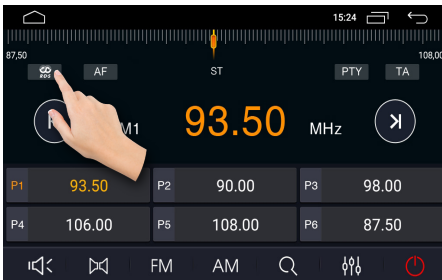 15:24
87,50 108,00
RDS AF ST PTY TA
M1 93.50 MHz
P1 93.50 P2 90.00 P3 98.00
P4 106.00 P5 108.00 P6 87.50
FM AM